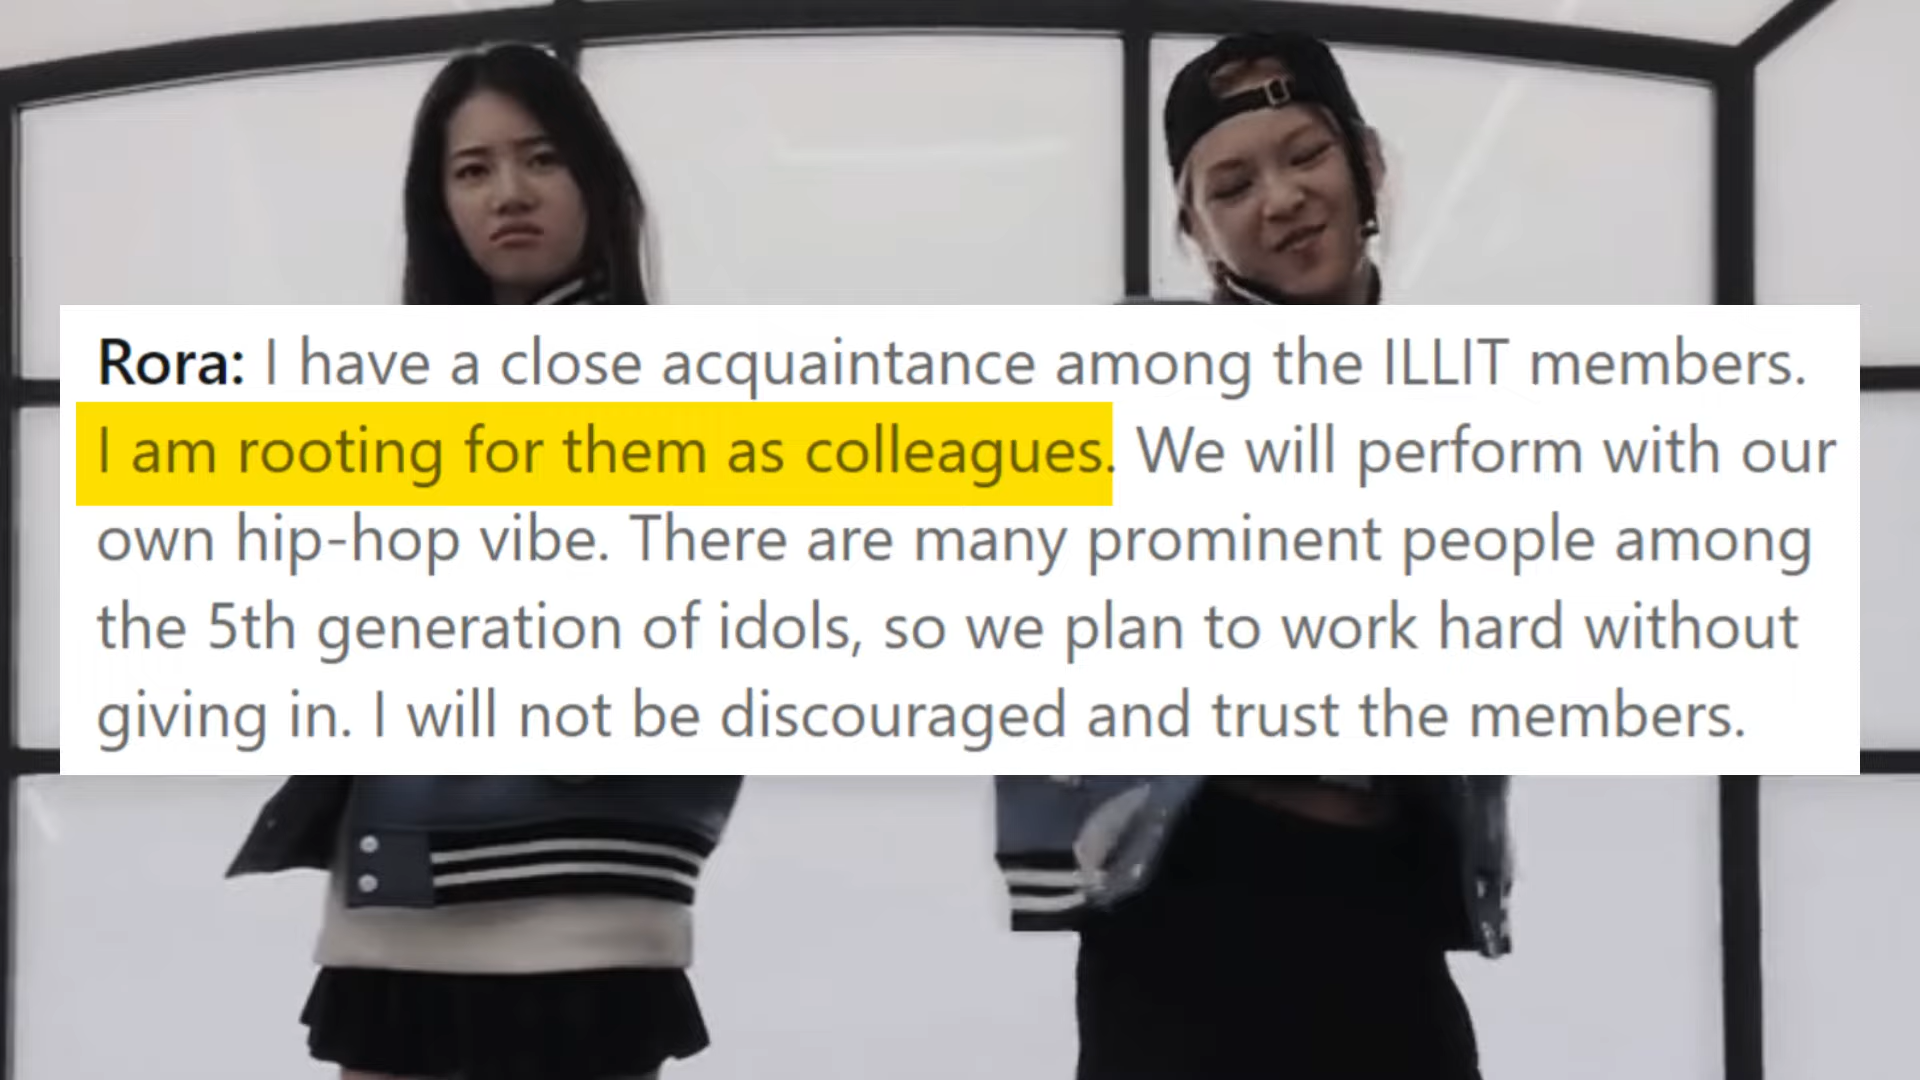 Rora: I have a close acquaintance among the ILLIT members.
I am rooting for them as colleagues. We will perform with our
own hip-hop vibe. There are many prominent people among
the 5th generation of idols, so we plan to work hard without
giving in. I will not be discouraged and trust the members.